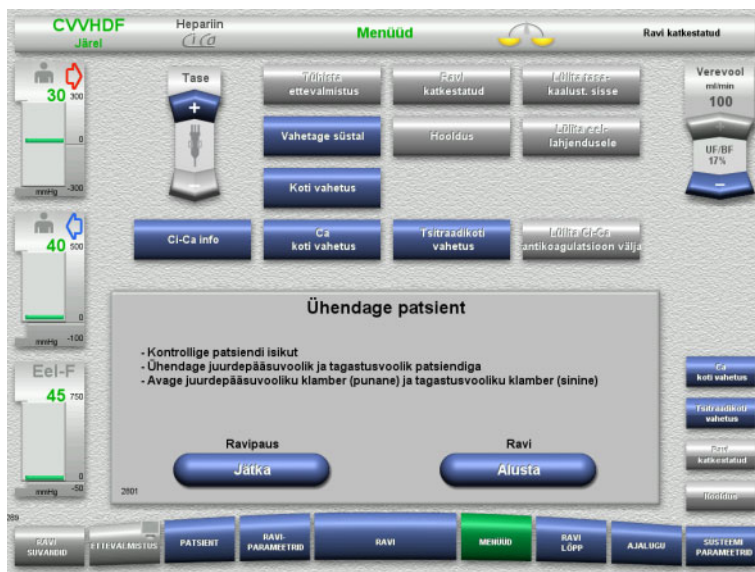 CVVHDF
Järel
Hepariin
Ci Ca
Menüüd
Ravi katkestatud
30 300
0
mmHg -300
40 500
0
mmHg -100
Eel-F
45 750
0
mmHg -50
Tase
+
−
Tühista
ettevalmistus
Ravi
katkestatud
Lülita tasa-
kaalust. sisse
Vahetage süstal
Hooldus
Lülita eel-
lahjendusele
Koti vahetus
Ci-Ca info
Ca
koti vahetus
Tsitraadikoti
vahetus
Lülita Ci-Ca
antikoagulatsioon välja
Verevool
ml/min
100
+
UF/BF
17%
−
Ühendage patsient
- Kontrollige patsiendi isikut
- Ühendage juurdepääsuvoolik ja tagastusvoolik patsiendiga
- Avage juurdepääsuvooliku klamber (punane) ja tagastusvooliku klamber (sinine)
Ravipaus
Jätka
Ravi
Alusta
2801
Ca
koti vahetus
Tsitraadikoti
vahetus
Ravi
katkestatud
Hooldus
RAVI
SUVANDID
ETTEVALMISTUS
PATSIENT
RAVI-
PARAMEETRID
RAVI
MENÜÜD
RAVI
LÕPP
AJALUGU
SÜSTEEMI
PARAMEETRID